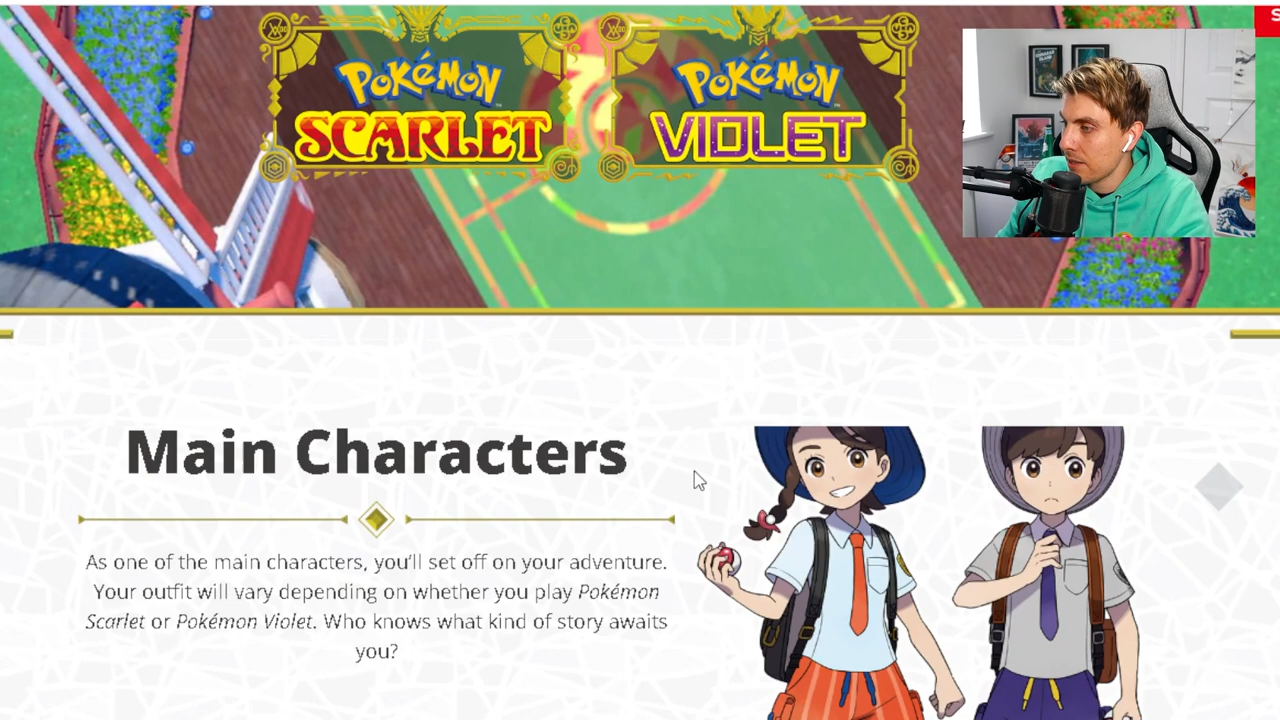 POKéMON
SCARLET
POKéMON
VIOLET
S
Main Characters
As one of the main characters, you’ll set off on your adventure.
Your outfit will vary depending on whether you play Pokémon
Scarlet or Pokémon Violet. Who knows what kind of story awaits
you?